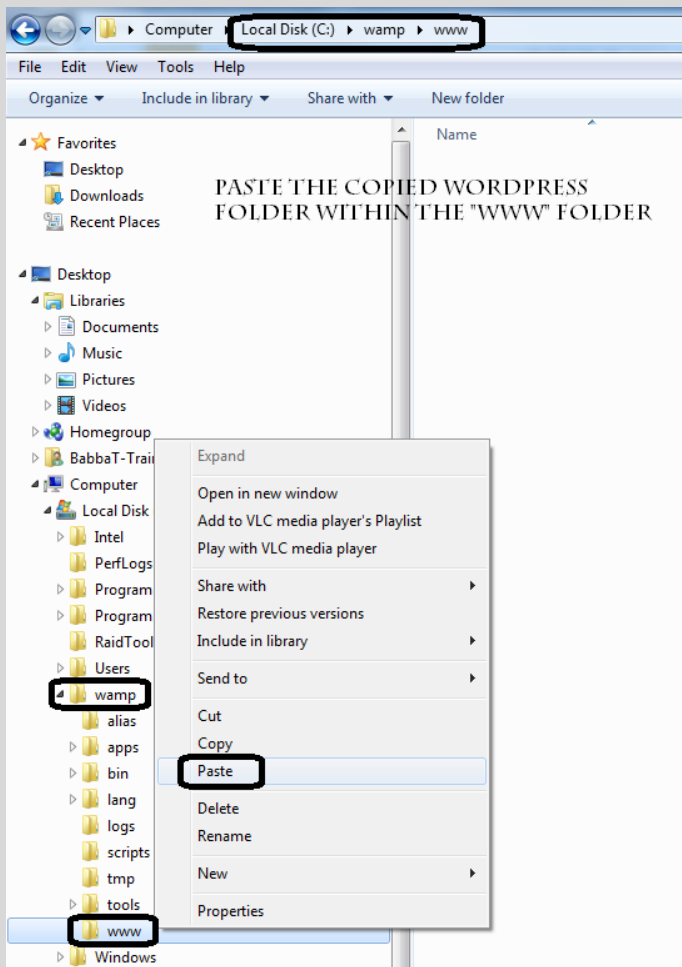 Computer Local Disk (C:) wamp www
File Edit View Tools Help
Organize Include in library Share with New folder
Name
Favorites
Desktop
Downloads
Recent Places
PASTE THE COPIED WORDPRESS
FOLDER WITHIN THE "WWW" FOLDER
Desktop
Libraries
Documents
Music
Pictures
Videos
Homegroup
BabbaT-Trai
Computer
Local Disk
Intel
PerfLogs
Program
Program
RaidTool
Users
wamp
alias
apps
bin
lang
logs
scripts
tmp
tools
www
Windows
Expand
Open in new window
Add to VLC media player's Playlist
Play with VLC media player
Share with
Restore previous versions
Include in library
Send to
Cut
Copy
Paste
Delete
Rename
New
Properties